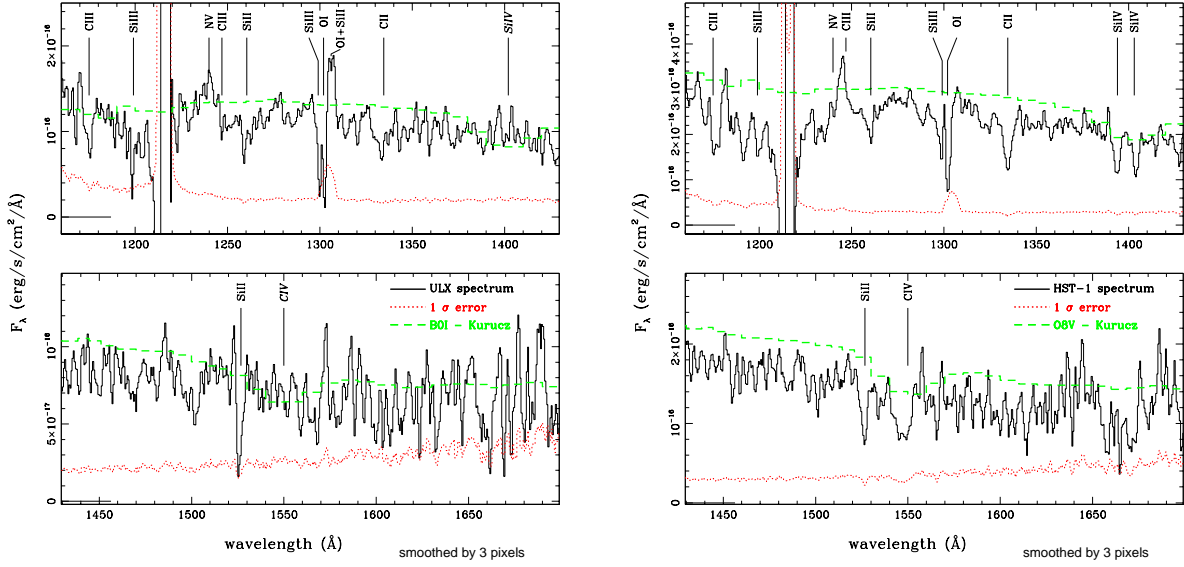 CIII
SiIII
NV
CIII
SiII
SiIII
OI
OI+SiII
CII
SiIV
2×10⁻¹⁶
10⁻¹⁶
0
1200 1250 1300 1350 1400
F_λ (erg/s/cm²/Å)
SiII
CIV
ULX spectrum
1 σ error
B0I - Kurucz
10⁻¹⁶
5×10⁻¹⁷
0
1450 1500 1550 1600 1650
wavelength (Å)
smoothed by 3 pixels
CIII
SiIII
NV
CIII
SiII
SiIII
OI
CII
SiIV
SiIV
4×10⁻¹⁶
3×10⁻¹⁶
2×10⁻¹⁶
10⁻¹⁶
0
1200 1250 1300 1350 1400
F_λ (erg/s/cm²/Å)
SiII
CIV
HST-1 spectrum
1 σ error
O8V - Kurucz
2×10⁻¹⁶
10⁻¹⁶
0
1450 1500 1550 1600 1650
wavelength (Å)
smoothed by 3 pixels